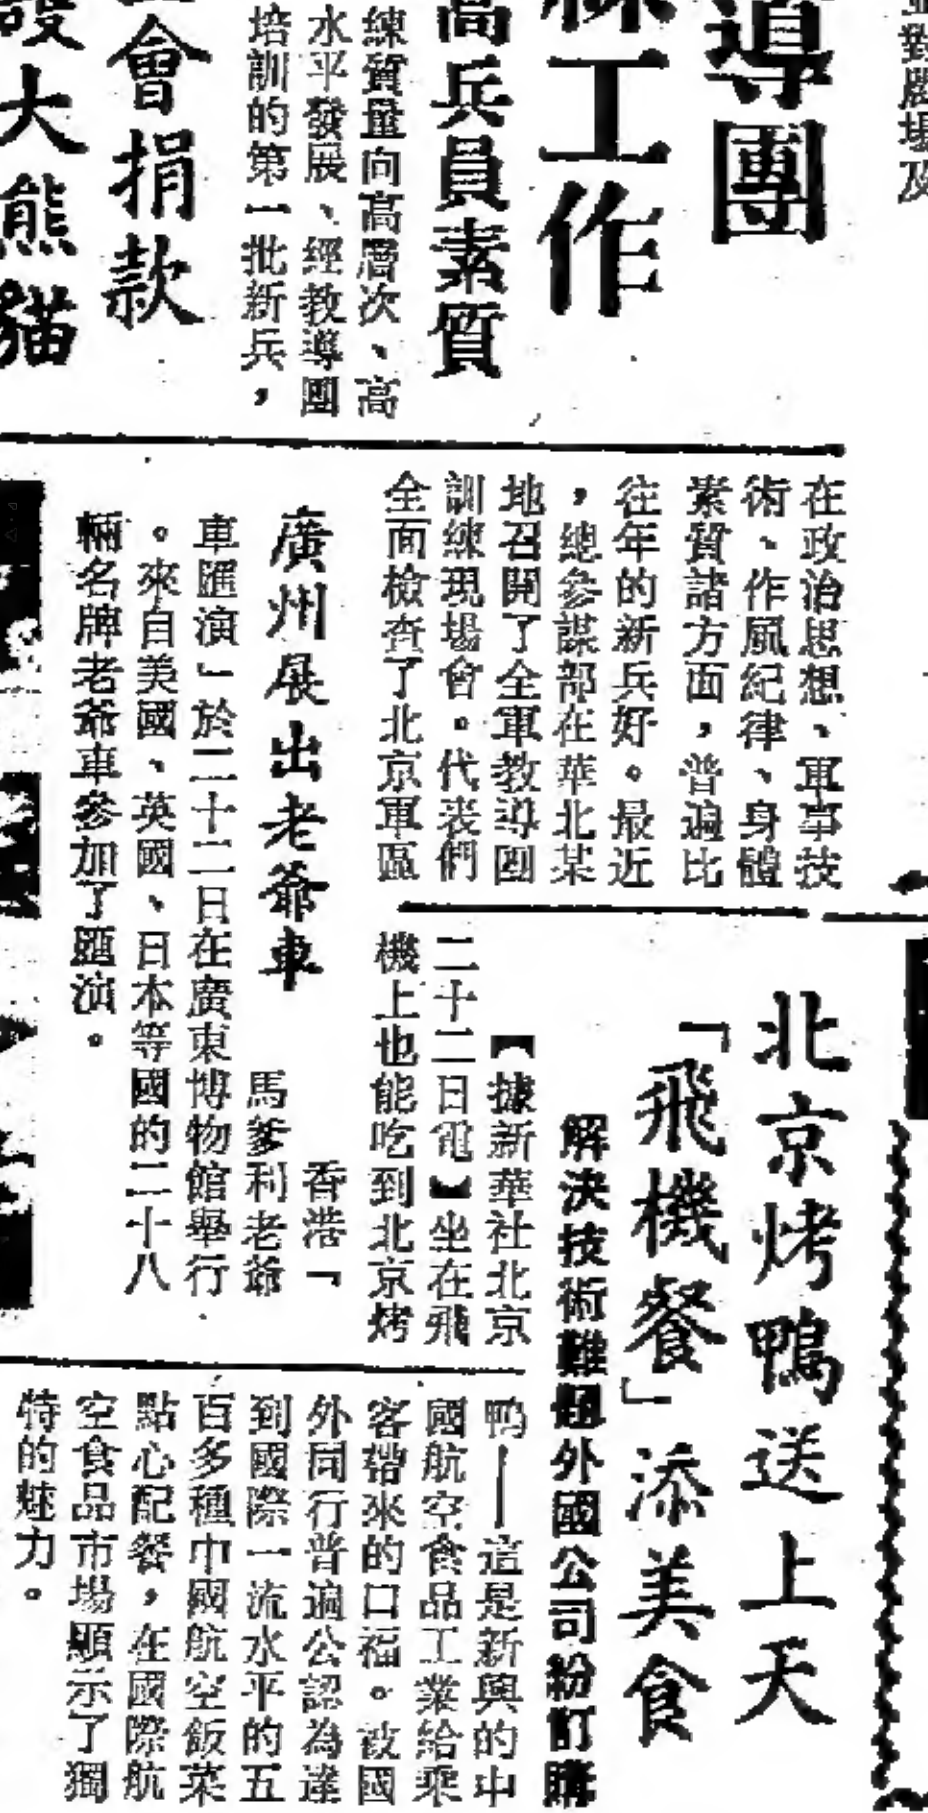 並對農場及
導團
練工作
高兵員素質
練質量向高層次、高
水平發展、經教導團
培訓的第一批新兵，
在政治思想、軍事技
術、作風紀律、身體
素質諸方面，普遍比
往年的新兵好。最近
，總參謀部在華北某
地召開了全軍教導團
訓練現場會。代表們
全面檢查了北京軍區
會捐款
大熊貓
北京烤鴨送上天
「飛機餐」添美食
解決技術難題外國公司紛訂購
【據新華社北京
二十二日電】坐在飛
機上也能吃到北京烤
鴨——這是新興的中
國航空食品工業給乘
客帶來的口福。被國
外同行普遍公認為達
到國際一流水平的五
百多種中國航空飯菜
點心配餐，在國際航
空食品市場顯示了獨
特的魅力。
廣州展出老爺車
香港「
馬爹利老爺
車匯演」於二十二日在廣東博物館舉行
。來自美國、英國、日本等國的二十八
輛名牌老爺車參加了匯演。